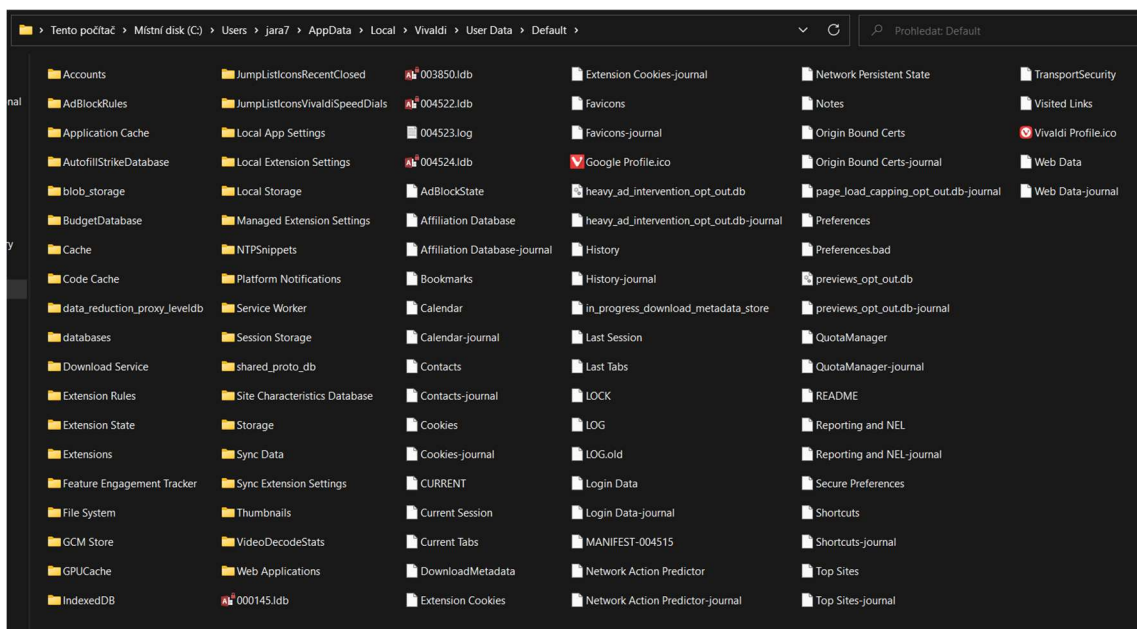 Tento počítač › Místní disk (C:) › Users › jara7 › AppData › Local › Vivaldi › User Data › Default ›
Prohledat: Default
nal
ry
Accounts
AdBlockRules
Application Cache
AutofillStrikeDatabase
blob_storage
BudgetDatabase
Cache
Code Cache
data_reduction_proxy_leveldb
databases
Download Service
Extension Rules
Extension State
Extensions
Feature Engagement Tracker
File System
GCM Store
GPUCache
IndexedDB
JumpListIconsRecentClosed
JumpListIconsVivaldiSpeedDials
Local App Settings
Local Extension Settings
Local Storage
Managed Extension Settings
NTPSnippets
Platform Notifications
Service Worker
Session Storage
shared_proto_db
Site Characteristics Database
Storage
Sync Data
Sync Extension Settings
Thumbnails
VideoDecodeStats
Web Applications
000145.ldb
003850.ldb
004522.ldb
004523.log
004524.ldb
AdBlockState
Affiliation Database
Affiliation Database-journal
Bookmarks
Calendar
Calendar-journal
Contacts
Contacts-journal
Cookies
Cookies-journal
CURRENT
Current Session
Current Tabs
DownloadMetadata
Extension Cookies
Extension Cookies-journal
Favicons
Favicons-journal
Google Profile.ico
heavy_ad_intervention_opt_out.db
heavy_ad_intervention_opt_out.db-journal
History
History-journal
in_progress_download_metadata_store
Last Session
Last Tabs
LOCK
LOG
LOG.old
Login Data
Login Data-journal
MANIFEST-004515
Network Action Predictor
Network Action Predictor-journal
Network Persistent State
Notes
Origin Bound Certs
Origin Bound Certs-journal
page_load_capping_opt_out.db-journal
Preferences
Preferences.bad
previews_opt_out.db
previews_opt_out.db-journal
QuotaManager
QuotaManager-journal
README
Reporting and NEL
Reporting and NEL-journal
Secure Preferences
Shortcuts
Shortcuts-journal
Top Sites
Top Sites-journal
TransportSecurity
Visited Links
Vivaldi Profile.ico
Web Data
Web Data-journal